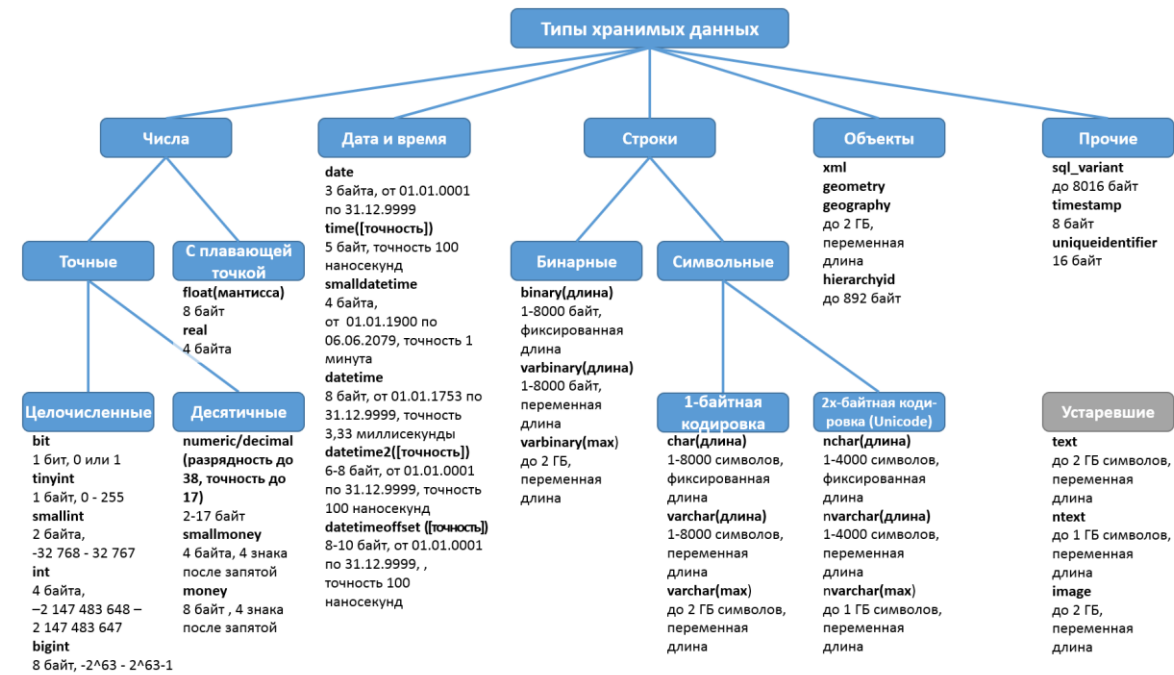 Типы хранимых данных
Числа
Дата и время
Строки
Объекты
Прочие
date
3 байта, от 01.01.0001
по 31.12.9999
time([точность])
5 байт, точность 100
наносекунд
smalldatetime
4 байта,
от 01.01.1900 по
06.06.2079, точность 1
минута
datetime
8 байт, от 01.01.1753 по
31.12.9999, точность
3,33 миллисекунды
datetime2([точность])
6-8 байт, от 01.01.0001
по 31.12.9999, точность
100 наносекунд
datetimeoffset ([точность])
8-10 байт, от 01.01.0001
по 31.12.9999, ,
точность 100
наносекунд
xml
geometry
geography
до 2 ГБ,
переменная
длина
hierarchyid
до 892 байт
sql_variant
до 8016 байт
timestamp
8 байт
uniqueidentifier
16 байт
Точные
С плавающей
точкой
float(мантисса)
8 байт
real
4 байта
Бинарные
binary(длина)
1-8000 байт,
фиксированная
длина
varbinary(длина)
1-8000 байт,
переменная
длина
varbinary(max)
до 2 ГБ,
переменная
длина
Символьные
Целочисленные
bit
1 бит, 0 или 1
tinyint
1 байт, 0 - 255
smallint
2 байта,
-32 768 - 32 767
int
4 байта,
–2 147 483 648 –
2 147 483 647
bigint
8 байт, -2^63 - 2^63-1
Десятичные
numeric/decimal
(разрядность до
38, точность до
17)
2-17 байт
smallmoney
4 байта, 4 знака
после запятой
money
8 байт , 4 знака
после запятой
1-байтная
кодировка
char(длина)
1-8000 символов,
фиксированная
длина
varchar(длина)
1-8000 символов,
переменная
длина
varchar(max)
до 2 ГБ символов,
переменная
длина
2х-байтная коди-
ровка (Unicode)
nchar(длина)
1-4000 символов,
фиксированная
длина
nvarchar(длина)
1-4000 символов,
переменная
длина
nvarchar(max)
до 1 ГБ символов,
переменная
длина
Устаревшие
text
до 2 ГБ символов,
переменная
длина
ntext
до 1 ГБ символов,
переменная
длина
image
до 2 ГБ,
переменная
длина